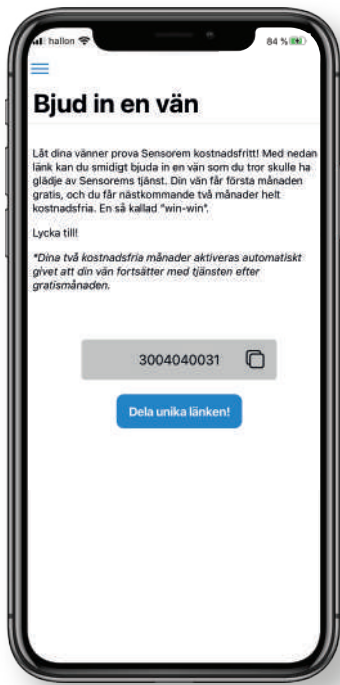 hallon 84 %
Bjud in en vän
Låt dina vänner prova Sensorem kostnadsfritt! Med nedan
länk kan du smidigt bjuda in en vän som du tror skulle ha
glädje av Sensorems tjänst. Din vän får första månaden
gratis, och du får nästkommande två månader helt
kostnadsfria. En så kallad "win-win".
Lycka till!
*Dina två kostnadsfria månader aktiveras automatiskt
givet att din vän fortsätter med tjänsten efter
gratismånaden.
3004040031
Dela unika länken!